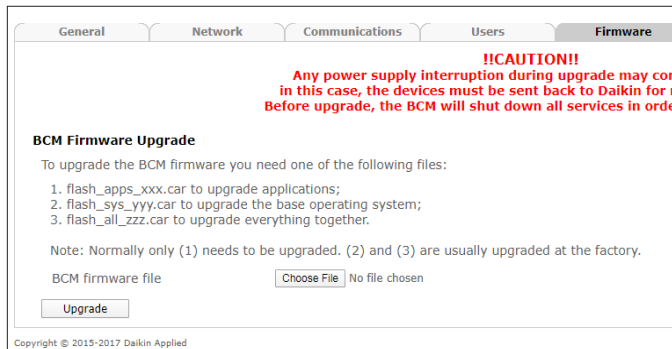 General Network Communications Users Firmware
!!CAUTION!!
Any power supply interruption during upgrade may
in this case, the devices must be sent back to Daikin for
Before upgrade, the BCM will shut down all services in
BCM Firmware Upgrade
To upgrade the BCM firmware you need one of the following files:
1. flash_apps_xxx.car to upgrade applications;
2. flash_sys_yyy.car to upgrade the base operating system;
3. flash_all_zzz.car to upgrade everything together.
Note: Normally only (1) needs to be upgraded. (2) and (3) are usually upgraded at the factory.
BCM firmware file Choose File No file chosen
Upgrade
Copyright © 2015-2017 Daikin Applied